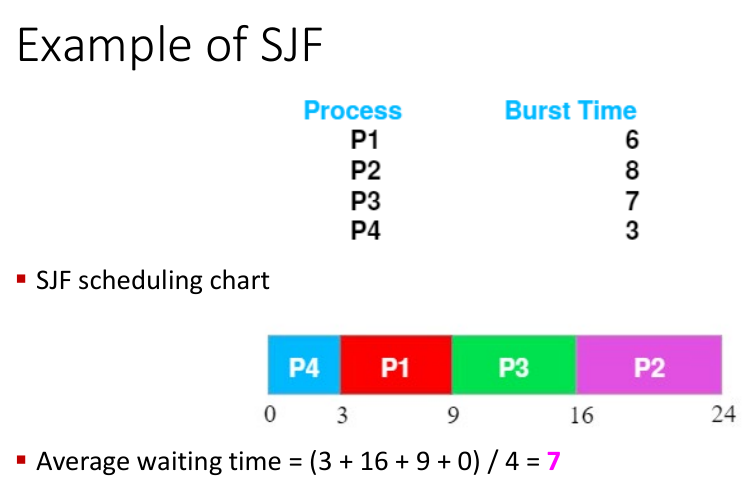 Example of SJF
Process Burst Time
P1 6
P2 8
P3 7
P4 3
▪ SJF scheduling chart
P4 P1 P3 P2
0 3 9 16 24
▪ Average waiting time = (3 + 16 + 9 + 0) / 4 = 7